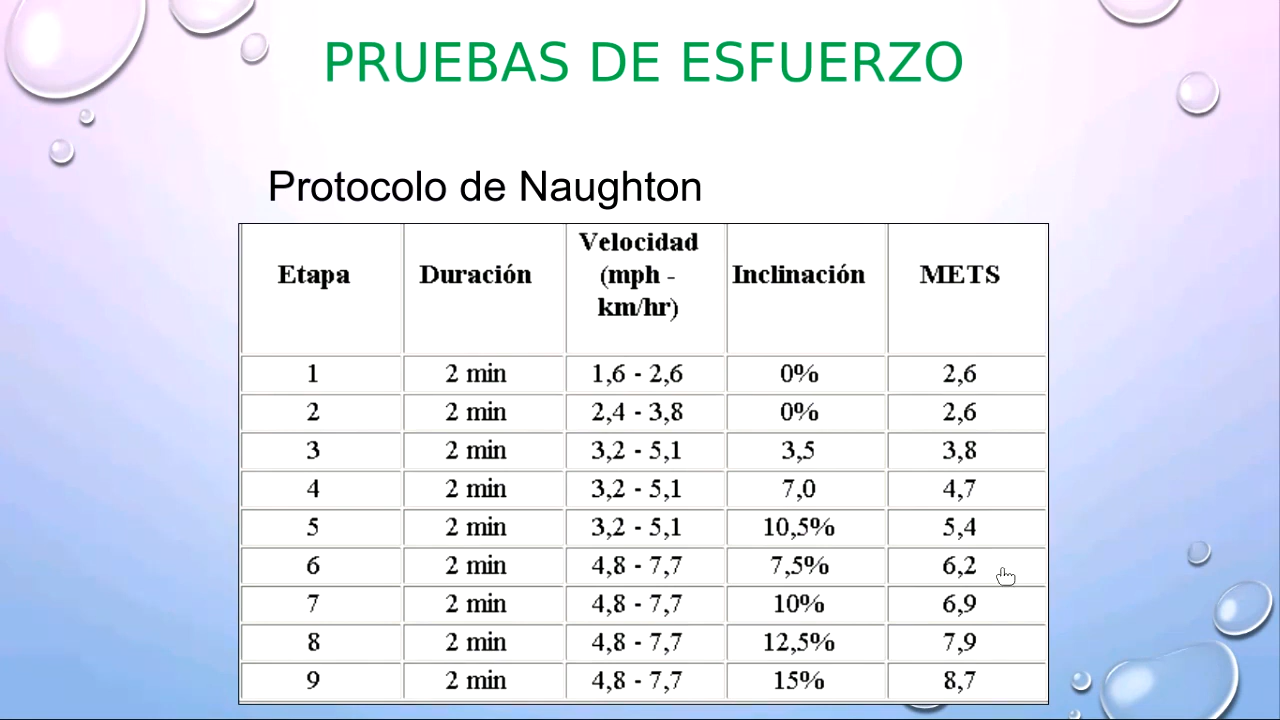 PRUEBAS DE ESFUERZO
Protocolo de Naughton
Etapa Duración Velocidad (mph - km/hr) Inclinación METS
1 2 min 1,6 - 2,6 0% 2,6
2 2 min 2,4 - 3,8 0% 2,6
3 2 min 3,2 - 5,1 3,5 3,8
4 2 min 3,2 - 5,1 7,0 4,7
5 2 min 3,2 - 5,1 10,5% 5,4
6 2 min 4,8 - 7,7 7,5% 6,2
7 2 min 4,8 - 7,7 10% 6,9
8 2 min 4,8 - 7,7 12,5% 7,9
9 2 min 4,8 - 7,7 15% 8,7